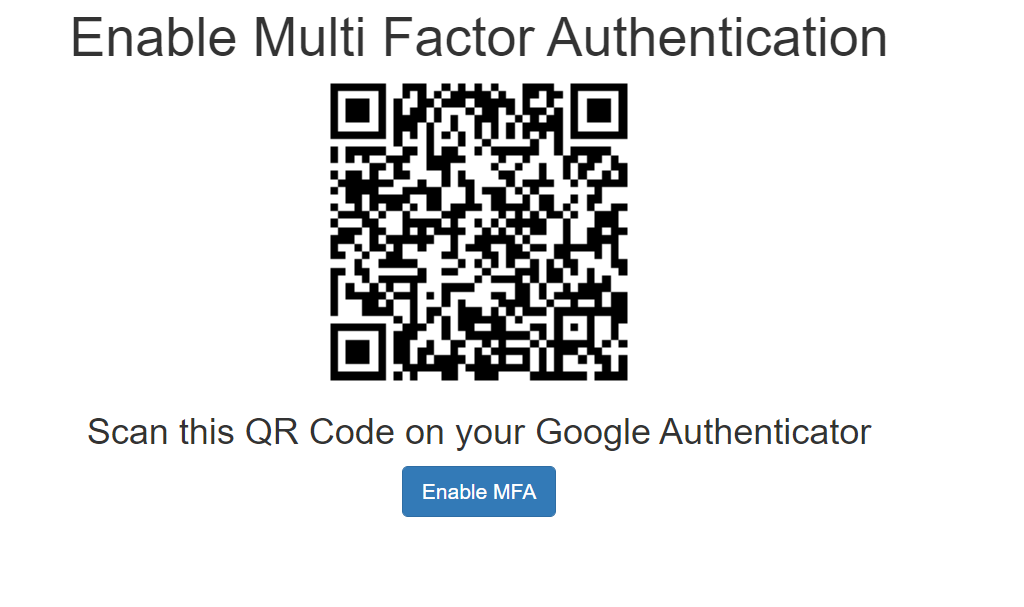 Enable Multi Factor Authentication
Scan this QR Code on your Google Authenticator
Enable MFA